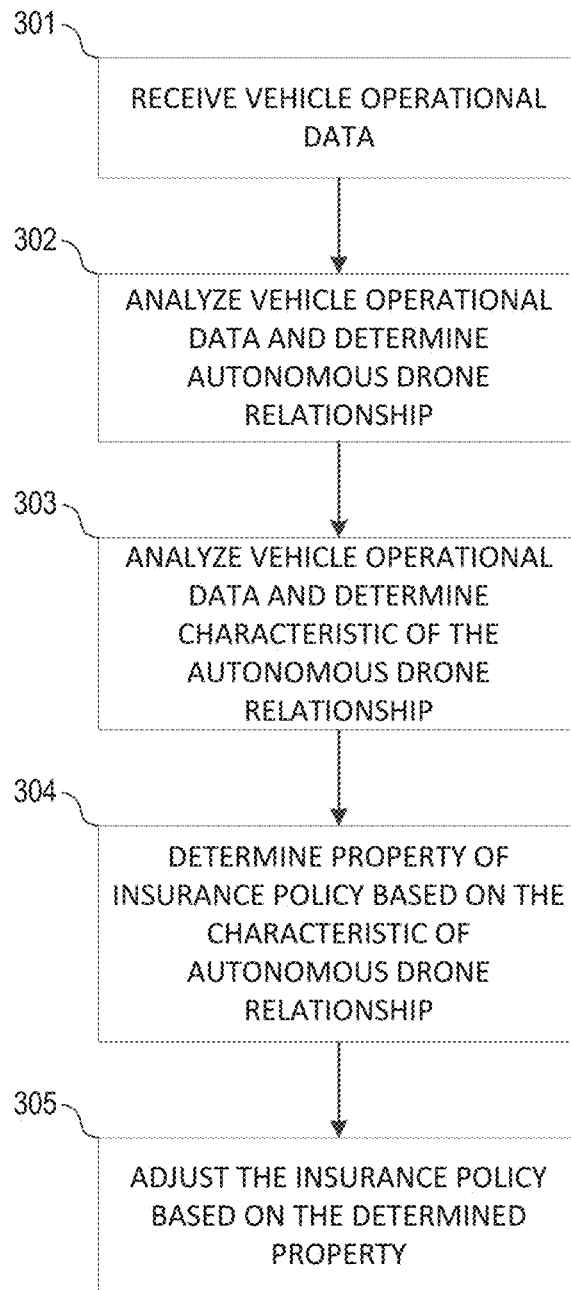 301
RECEIVE VEHICLE OPERATIONAL
DATA
302
ANALYZE VEHICLE OPERATIONAL
DATA AND DETERMINE
AUTONOMOUS DRONE
RELATIONSHIP
303
ANALYZE VEHICLE OPERATIONAL
DATA AND DETERMINE
CHARACTERISTIC OF THE
AUTONOMOUS DRONE
RELATIONSHIP
304
DETERMINE PROPERTY OF
INSURANCE POLICY BASED ON THE
CHARACTERISTIC OF
AUTONOMOUS DRONE
RELATIONSHIP
305
ADJUST THE INSURANCE POLICY
BASED ON THE DETERMINED
PROPERTY